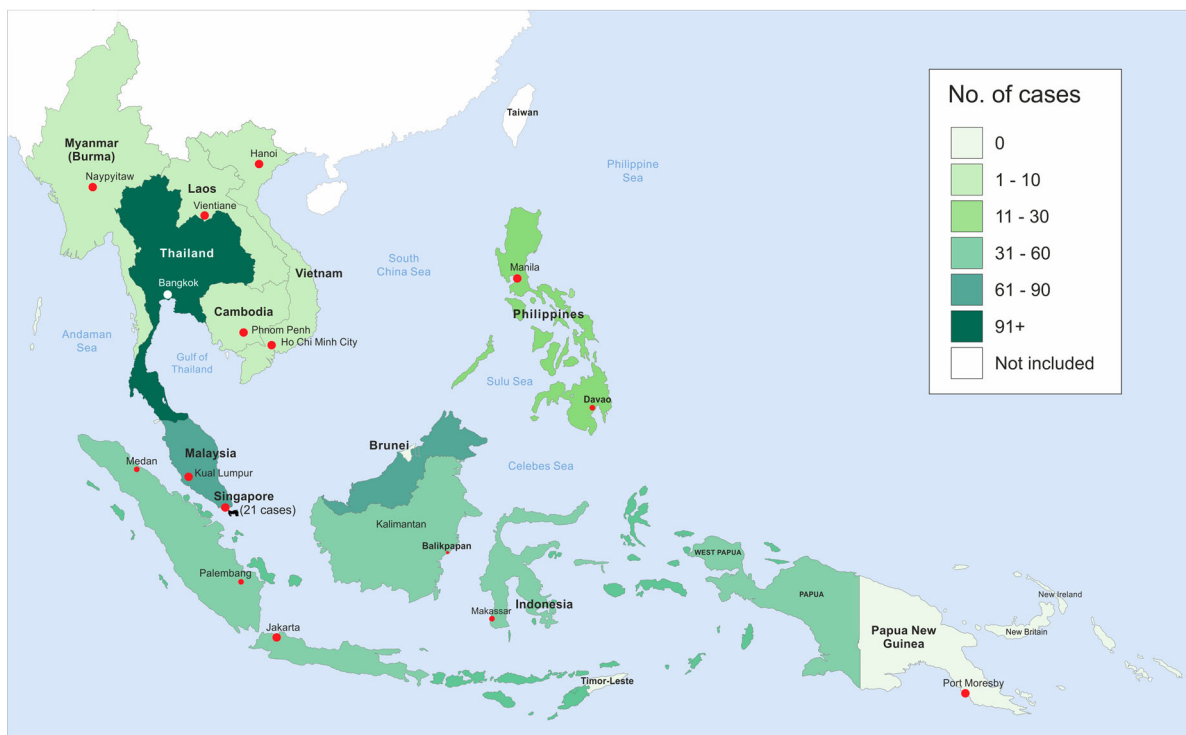 Taiwan
Myanmar
(Burma)
Naypyitaw
Hanoi
Laos
Vientiane
Thailand
Bangkok
Vietnam
Cambodia
Phnom Penh
Ho Chi Minh City
Andaman
Sea
Gulf of
Thailand
South
China Sea
Philippine
Sea
Manila
Philippines
Sulu Sea
Davao
Celebes Sea
Brunei
Malaysia
Kual Lumpur
Medan
Singapore
(21 cases)
Kalimantan
Balikpapan
Palembang
Jakarta
Makassar
Indonesia
WEST PAPUA
PAPUA
Timor-Leste
Papua New
Guinea
New Ireland
New Britain
Port Moresby
No. of cases
0
1 - 10
11 - 30
31 - 60
61 - 90
91+
Not included